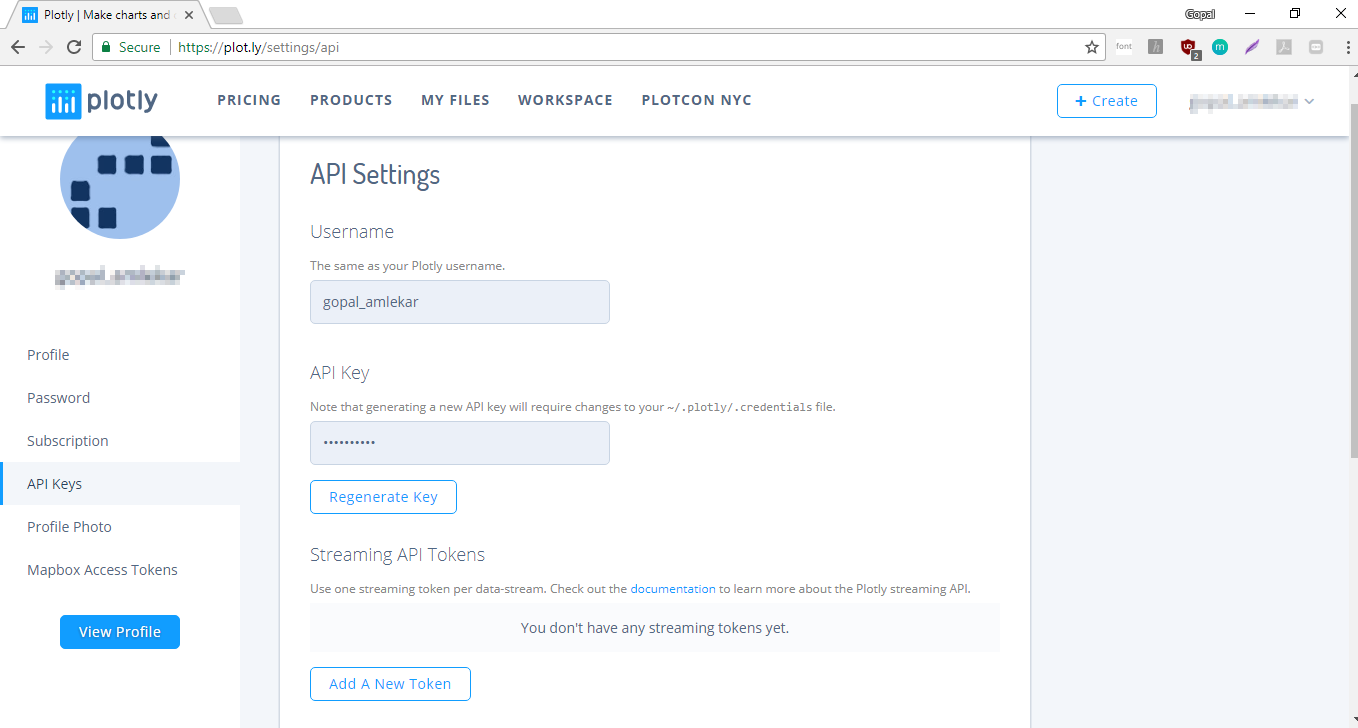 Plotly | Make charts and
Gopal
Secure
https://plot.ly/settings/api
font
h
2
m
plotly
PRICING
PRODUCTS
MY FILES
WORKSPACE
PLOTCON NYC
+ Create
Profile
Password
Subscription
API Keys
Profile Photo
Mapbox Access Tokens
View Profile
API Settings
Username
The same as your Plotly username.
gopal_amlekar
API Key
Note that generating a new API key will require changes to your ~/.plotly/.credentials file.
••••••••••
Regenerate Key
Streaming API Tokens
Use one streaming token per data-stream. Check out the documentation to learn more about the Plotly streaming API.
You don't have any streaming tokens yet.
Add A New Token